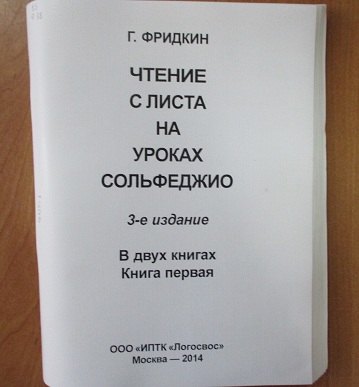 Г. ФРИДКИН
ЧТЕНИЕ
С ЛИСТА
НА
УРОКАХ
СОЛЬФЕДЖИО
3-е издание
В двух книгах
Книга первая
ООО «ИПТК «Логосвос»
Москва — 2014